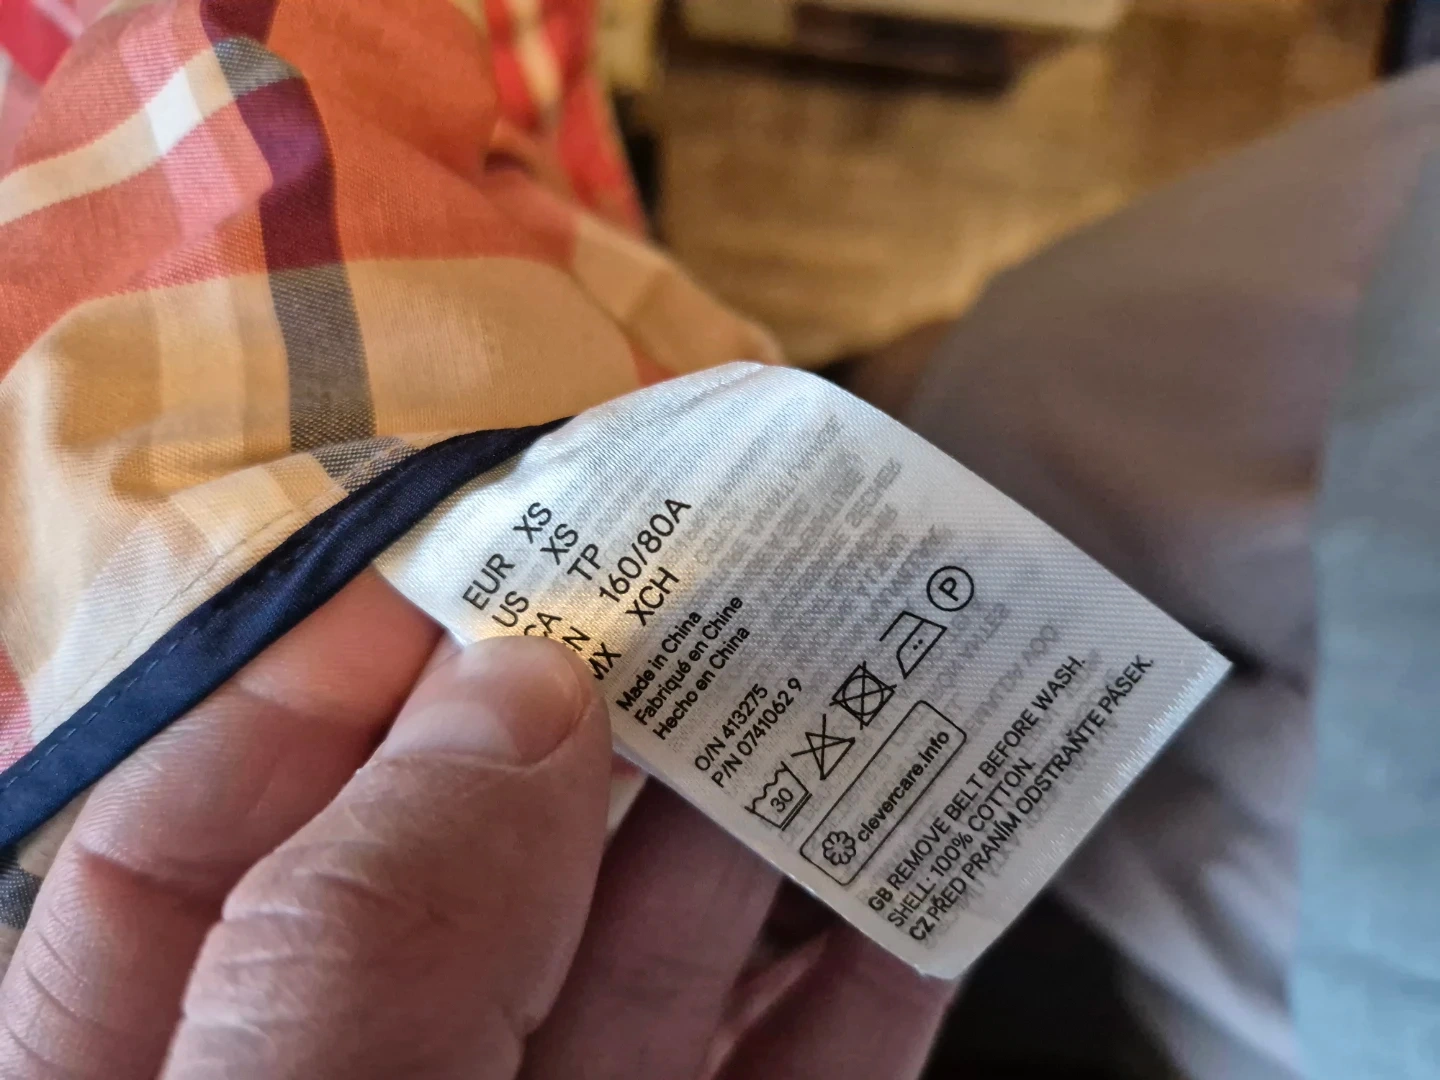 EUR XS
US XS
CA TP
CN 160/80A
MX XCH
Made in China
Fabriqué en Chine
Hecho en China
O/N 413275
P/N 0741062 9
30
P
clevercare.info
GB REMOVE BELT BEFORE WASH.
SHELL: 100% COTTON.
CZ PŘED PRANÍM ODSTRAŇTE PÁSEK.